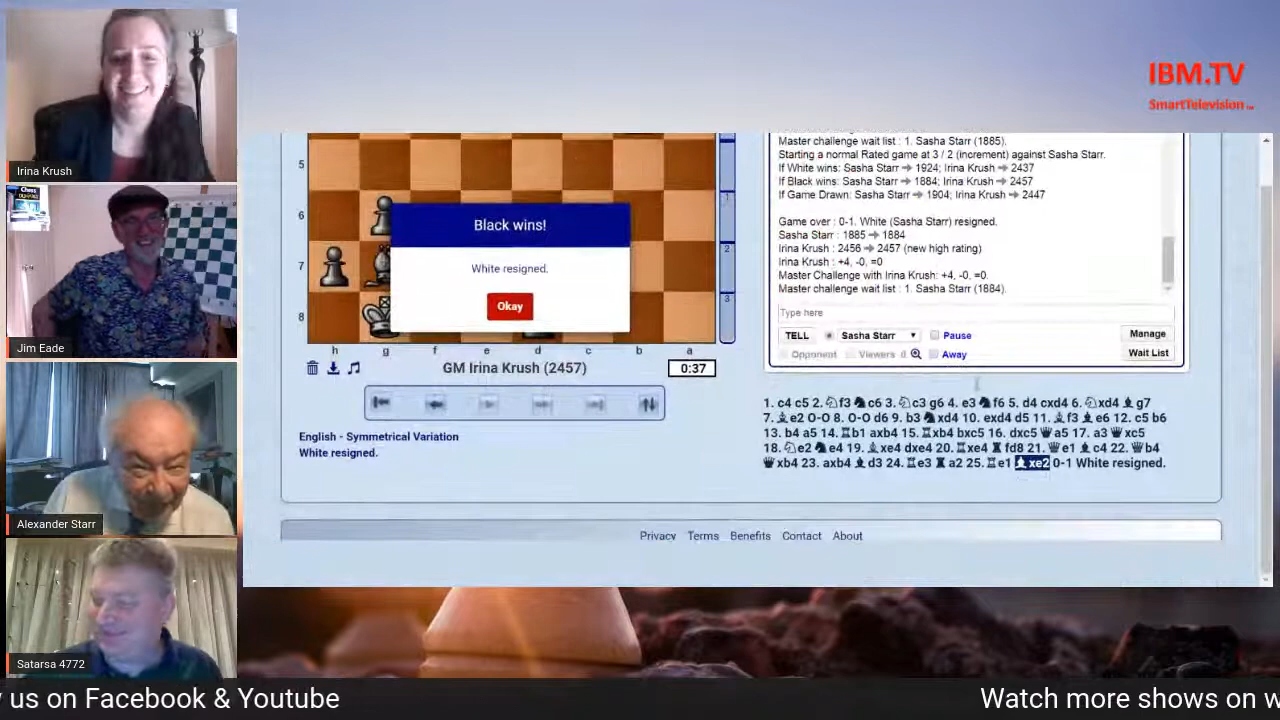 IBM.TV
SmartTelevision™
Irina Krush
Jim Eade
Alexander Starr
Satarsa 4772
Chess
5
6
7
8
1
2
3
Black wins!
White resigned.
Okay
h g f e d c b a
GM Irina Krush (2457)
0:37
English - Symmetrical Variation
White resigned.
Master challenge wait list : 1. Sasha Starr (1885).
Starting a normal Rated game at 3 / 2 (increment) against Sasha Starr.
If White wins: Sasha Starr ➔ 1924; Irina Krush ➔ 2437
If Black wins: Sasha Starr ➔ 1884; Irina Krush ➔ 2457
If Game Drawn: Sasha Starr ➔ 1904; Irina Krush ➔ 2447
Game over : 0-1. White (Sasha Starr) resigned.
Sasha Starr : 1885 ➔ 1884
Irina Krush : 2456 ➔ 2457 (new high rating)
Irina Krush : +4, -0, =0
Master Challenge with Irina Krush: +4, -0, =0.
Master challenge wait list : 1. Sasha Starr (1884).
Type here
TELL Sasha Starr Pause Manage
Opponent Viewers Away Wait List
1. c4 c5 2. ♘f3 ♞c6 3. ♘c3 g6 4. e3 ♞f6 5. d4 cxd4 6. ♘xd4 ♝g7
7. ♗e2 O-O 8. O-O d6 9. b3 ♞xd4 10. exd4 d5 11. ♗f3 ♝e6 12. c5 b6
13. b4 a5 14. ♖b1 axb4 15. ♖xb4 bxc5 16. dxc5 ♛a5 17. a3 ♛xc5
18. ♘e2 ♞e4 19. ♗xe4 dxe4 20. ♖xe4 ♜fd8 21. ♕e1 ♝c4 22. ♕b4
♛xb4 23. axb4 ♝d3 24. ♖e3 ♜a2 25. ♖e1 ♝xe2 0-1 White resigned.
Privacy Terms Benefits Contact About
us on Facebook & Youtube
Watch more shows on